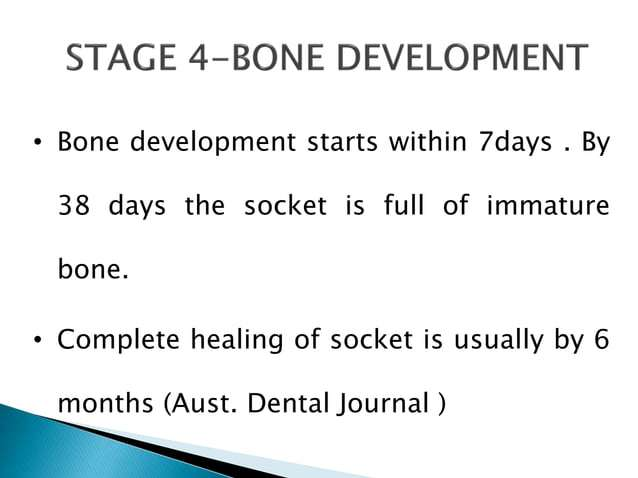 STAGE 4-BONE DEVELOPMENT
• Bone development starts within 7days . By
38 days the socket is full of immature
bone.
• Complete healing of socket is usually by 6
months (Aust. Dental Journal )